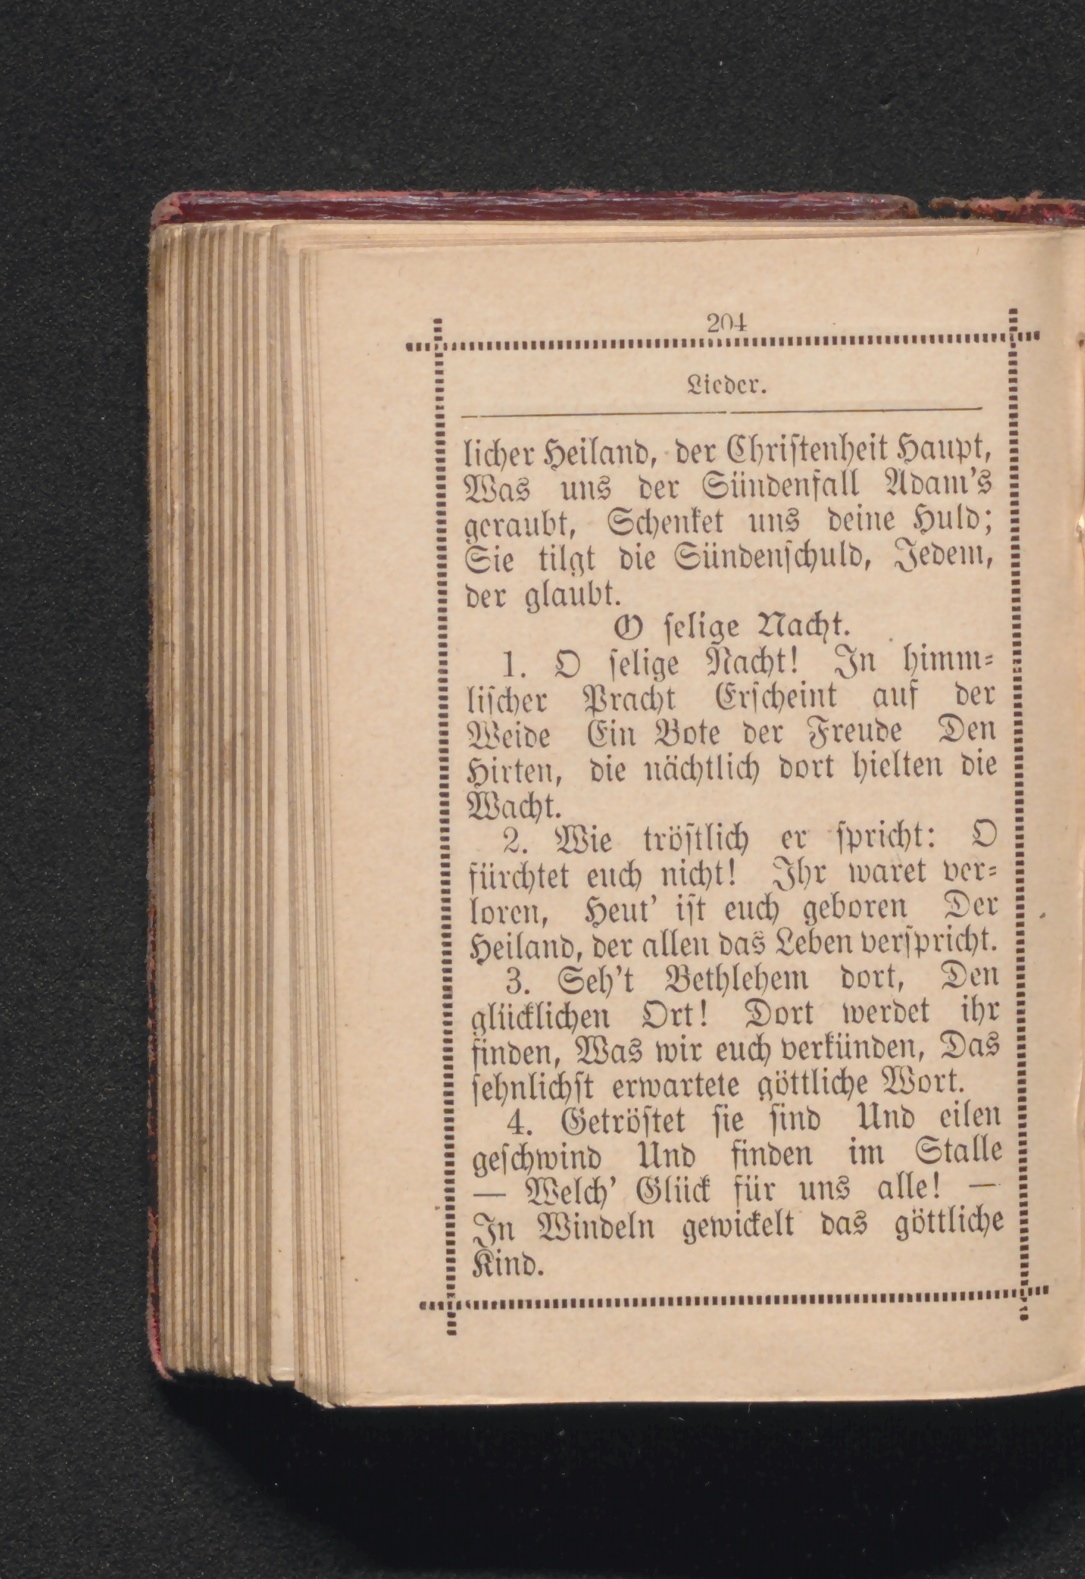 204
Lieder.
licher Heiland, der Christenheit Haupt,
Was uns der Sündenfall Adam's
geraubt, Schenket uns deine Huld;
Sie tilgt die Sündenschuld, Jedem,
der glaubt.
O selige Nacht.
1. O selige Nacht! In himm-
lischer Pracht Erscheint auf der
Weide Ein Bote der Freude Den
Hirten, die nächtlich dort hielten die
Wacht.
2. Wie tröstlich er spricht: O
fürchtet euch nicht! Ihr waret ver-
loren, Heut' ist euch geboren Der
Heiland, der allen das Leben verspricht.
3. Seh't Bethlehem dort, Den
glücklichen Ort! Dort werdet ihr
finden, Was wir euch verkünden, Das
sehnlichst erwartete göttliche Wort.
4. Getröstet sie sind Und eilen
geschwind Und finden im Stalle
— Welch' Glück für uns alle! —
In Windeln gewickelt das göttliche
Kind.